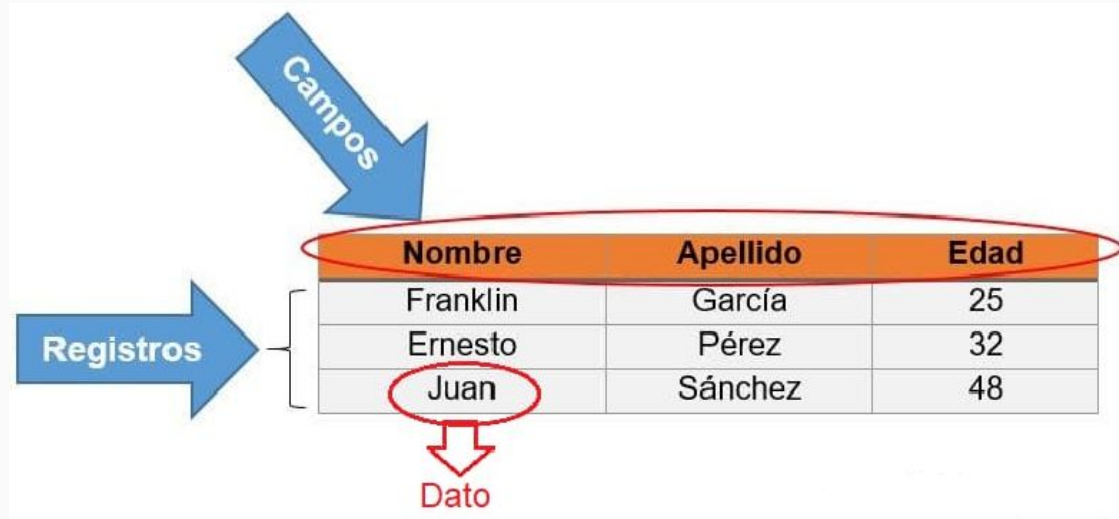 Campos
Nombre Apellido Edad
Franklin García 25
Registros
Ernesto Pérez 32
Juan Sánchez 48
Dato